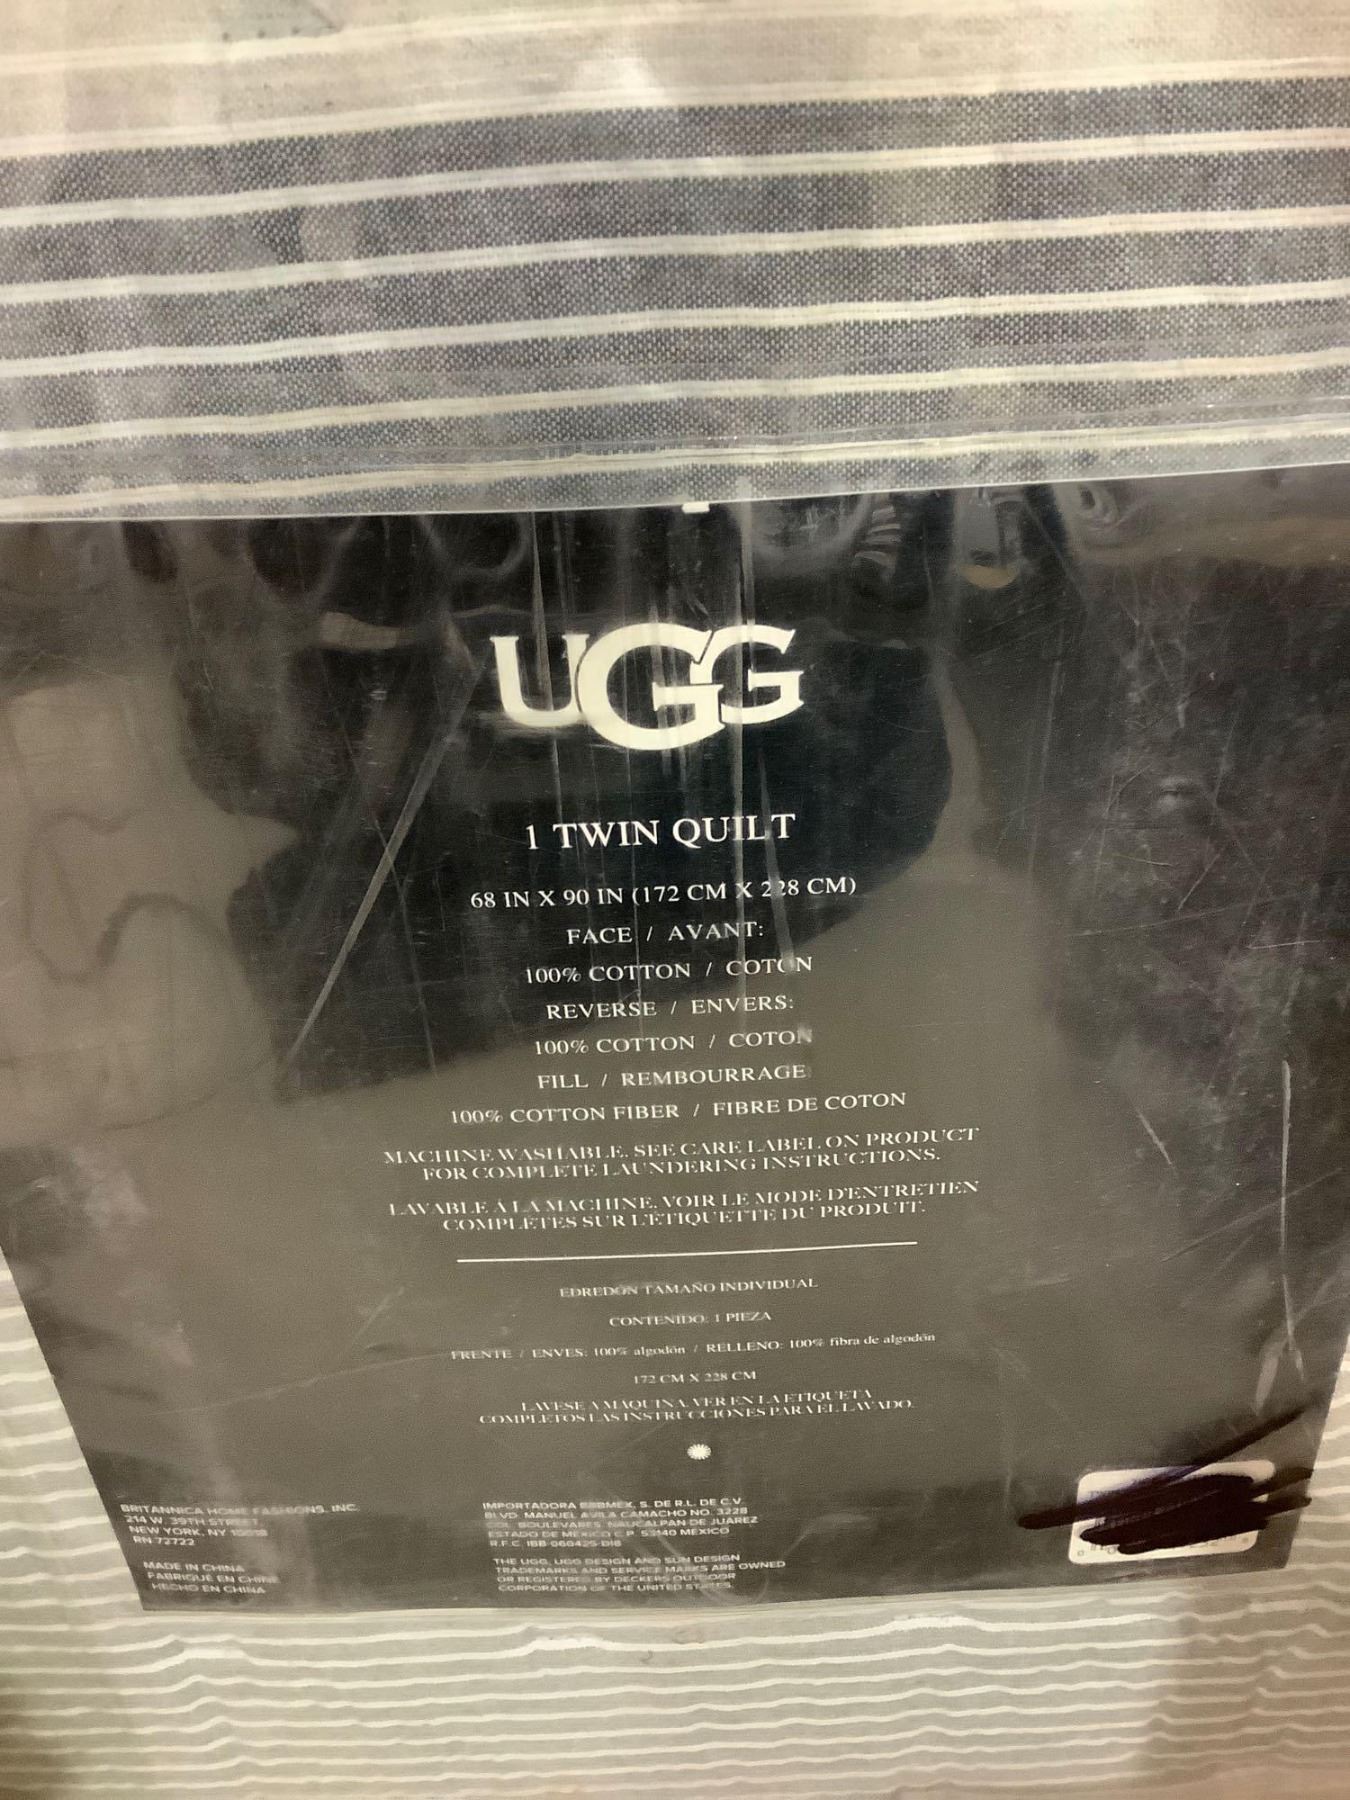 UGG
1 TWIN QUILT
68 IN X 90 IN (172 CM X 228 CM)
FACE / AVANT:
100% COTTON / COTON
REVERSE / ENVERS:
100% COTTON / COTON
FILL / REMBOURRAGE
100% COTTON FIBER / FIBRE DE COTON
MACHINE WASHABLE. SEE CARE LABEL ON PRODUCT
FOR COMPLETE LAUNDERING INSTRUCTIONS.
LAVABLE À LA MACHINE. VOIR LE MODE D'ENTRETIEN
COMPLÈTES SUR L'ÉTIQUETTE DU PRODUIT.
EDREDÓN TAMAÑO INDIVIDUAL
CONTENIDO: 1 PIEZA
FRENTE / ENVES: 100% algodón / RELLENO: 100% fibra de algodón
172 CM X 228 CM
LAVESE A MAQUINA. VER EN LA ETIQUETA
COMPLETOS LAS INSTRUCCIONES PARA EL LAVADO.
BRITANNICA HOME FASHIONS, INC.
214 W. 39TH STREET
NEW YORK, NY 10018
RN 72722
MADE IN CHINA
FABRIQUÉ EN CHINE
HECHO EN CHINA
IMPORTADORA BBBMEX, S. DE R.L. DE C.V.
BLVD. MANUEL AVILA CAMACHO NO. 3228
COL. BOULEVARES, NAUCALPAN DE JUAREZ
ESTADO DE MEXICO C.P. 53140 MEXICO
R.F.C. IBB-060425-DI8
THE UGG, UGG DESIGN AND SUN DESIGN
TRADEMARKS AND SERVICE MARKS ARE OWNED
OR REGISTERED BY DECKERS OUTDOOR
CORPORATION OF THE UNITED STATES.